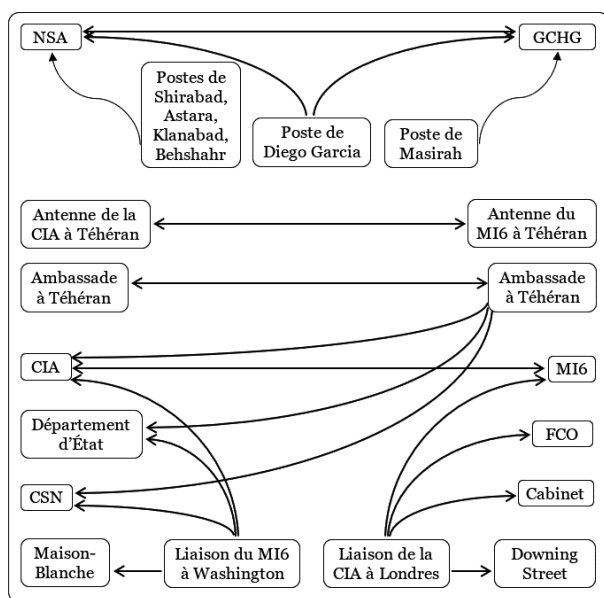 NSA
GCHG
Postes de
Shirabad,
Astara,
Klanabad,
Behshahr
Poste de
Diego Garcia
Poste de
Masirah
Antenne de la
CIA à Téhéran
Antenne du
MI6 à Téhéran
Ambassade
à Téhéran
Ambassade
à Téhéran
CIA
MI6
Département
d’État
FCO
CSN
Cabinet
Maison-
Blanche
Liaison du MI6
à Washington
Liaison de la
CIA à Londres
Downing
Street